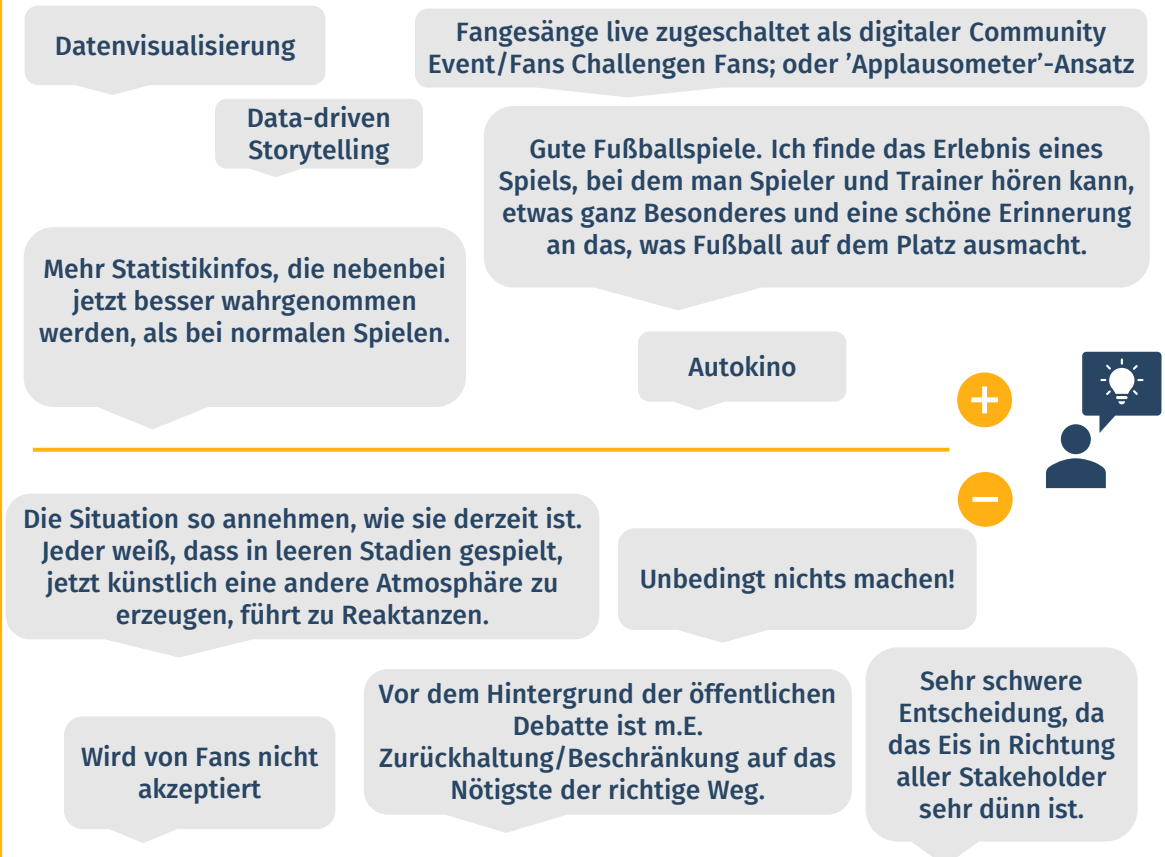 Datenvisualisierung
Fangesänge live zugeschaltet als digitaler Community
Event/Fans Challengen Fans; oder ’Applausometer’-Ansatz
Data-driven
Storytelling
Gute Fußballspiele. Ich finde das Erlebnis eines
Spiels, bei dem man Spieler und Trainer hören kann,
etwas ganz Besonderes und eine schöne Erinnerung
an das, was Fußball auf dem Platz ausmacht.
Mehr Statistikinfos, die nebenbei
jetzt besser wahrgenommen
werden, als bei normalen Spielen.
Autokino
Die Situation so annehmen, wie sie derzeit ist.
Jeder weiß, dass in leeren Stadien gespielt,
jetzt künstlich eine andere Atmosphäre zu
erzeugen, führt zu Reaktanzen.
Unbedingt nichts machen!
Wird von Fans nicht
akzeptiert
Vor dem Hintergrund der öffentlichen
Debatte ist m.E.
Zurückhaltung/Beschränkung auf das
Nötigste der richtige Weg.
Sehr schwere
Entscheidung, da
das Eis in Richtung
aller Stakeholder
sehr dünn ist.